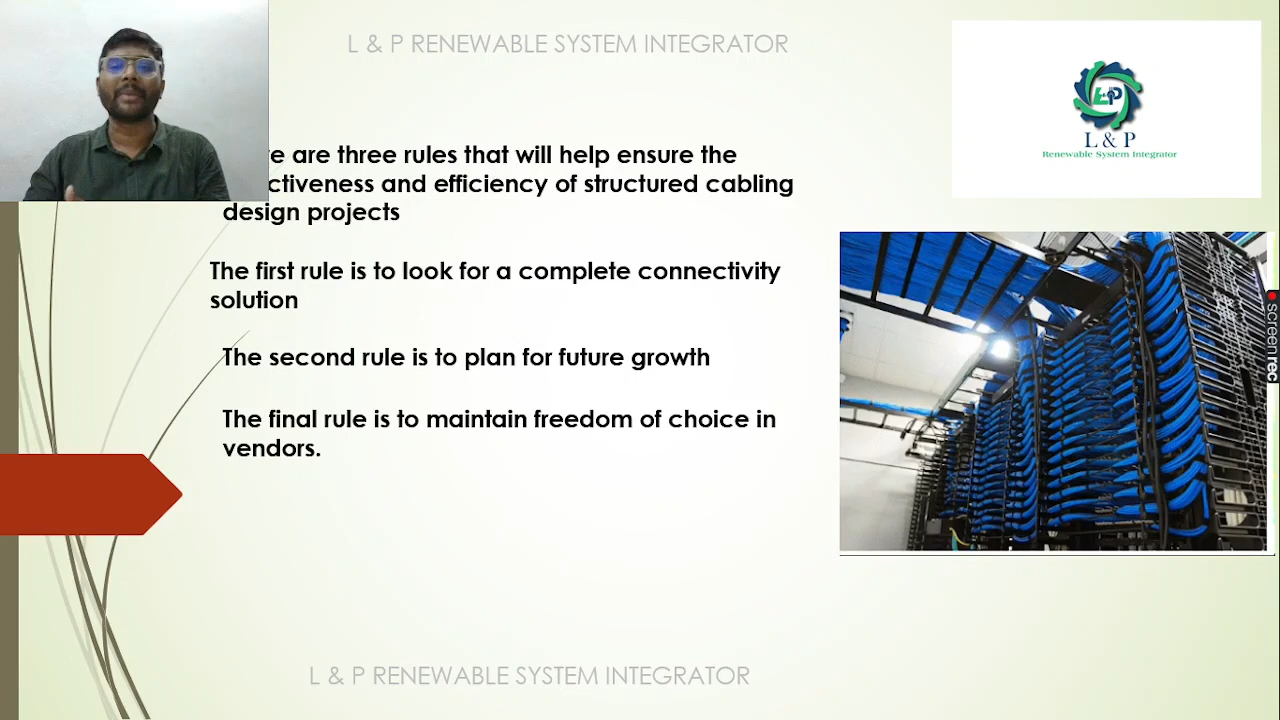 L & P RENEWABLE SYSTEM INTEGRATOR
L & P
Renewable System Integrator
are three rules that will help ensure the
and efficiency of structured cabling
design projects
The first rule is to look for a complete connectivity
solution
The second rule is to plan for future growth
The final rule is to maintain freedom of choice in
vendors.
screenrec
L & P RENEWABLE SYSTEM INTEGRATOR